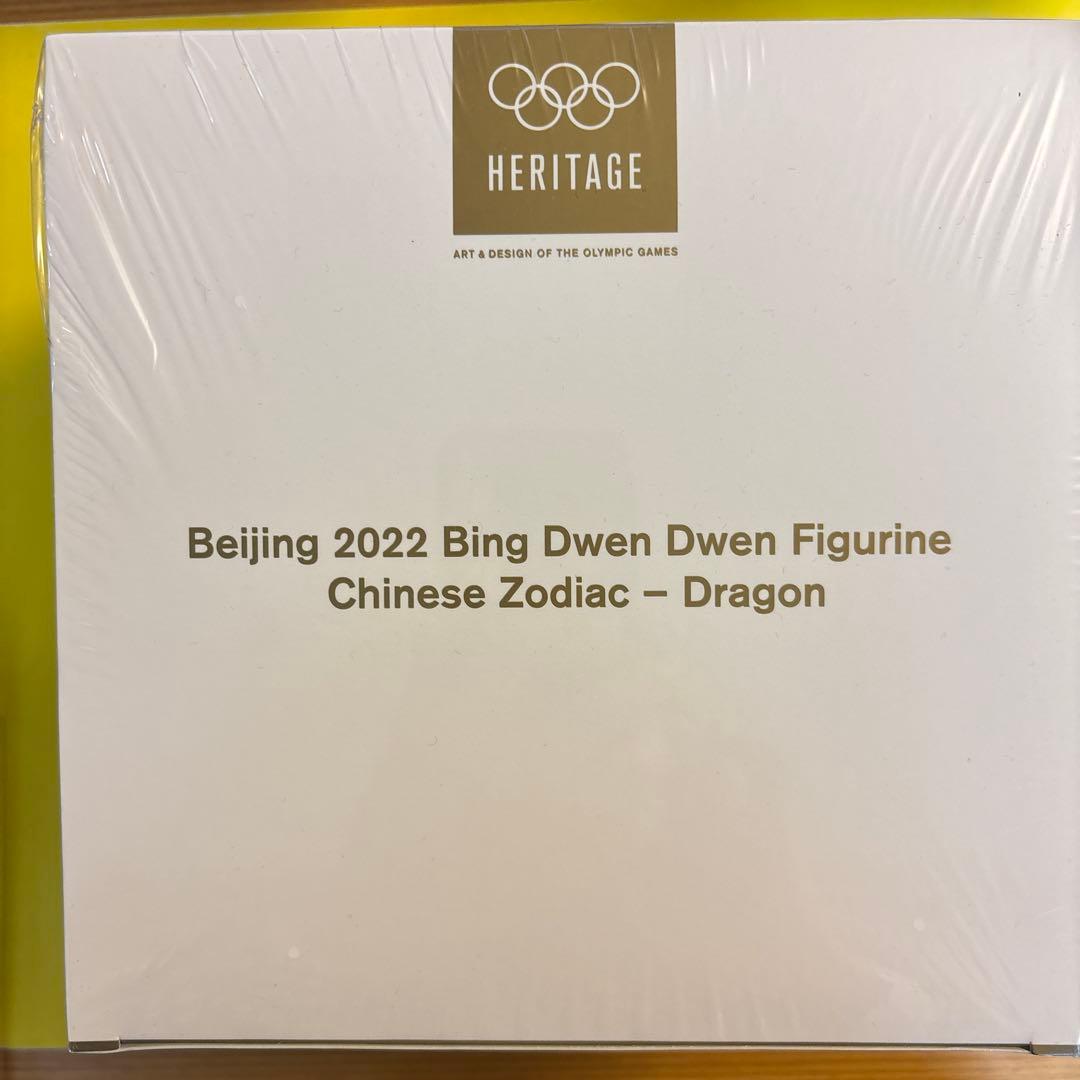 HERITAGE
ART & DESIGN OF THE OLYMPIC GAMES
Beijing 2022 Bing Dwen Dwen Figurine
Chinese Zodiac – Dragon